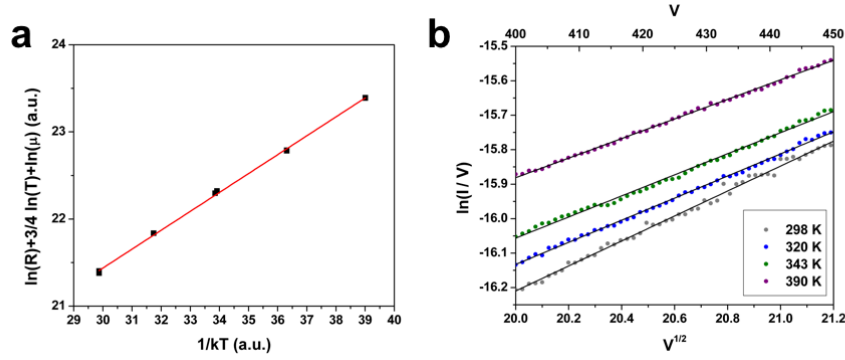 a
ln(R)+3/4 ln(T)+ln(μ) (a.u.)
24
23
22
21
29 30 31 32 33 34 35 36 37 38 39 40
1/kT (a.u.)
b
V
400 410 420 430 440 450
ln(I / V)
-15.5
-15.6
-15.7
-15.8
-15.9
-16.0
-16.1
-16.2
298 K
320 K
343 K
390 K
20.0 20.2 20.4 20.6 20.8 21.0 21.2
V^1/2